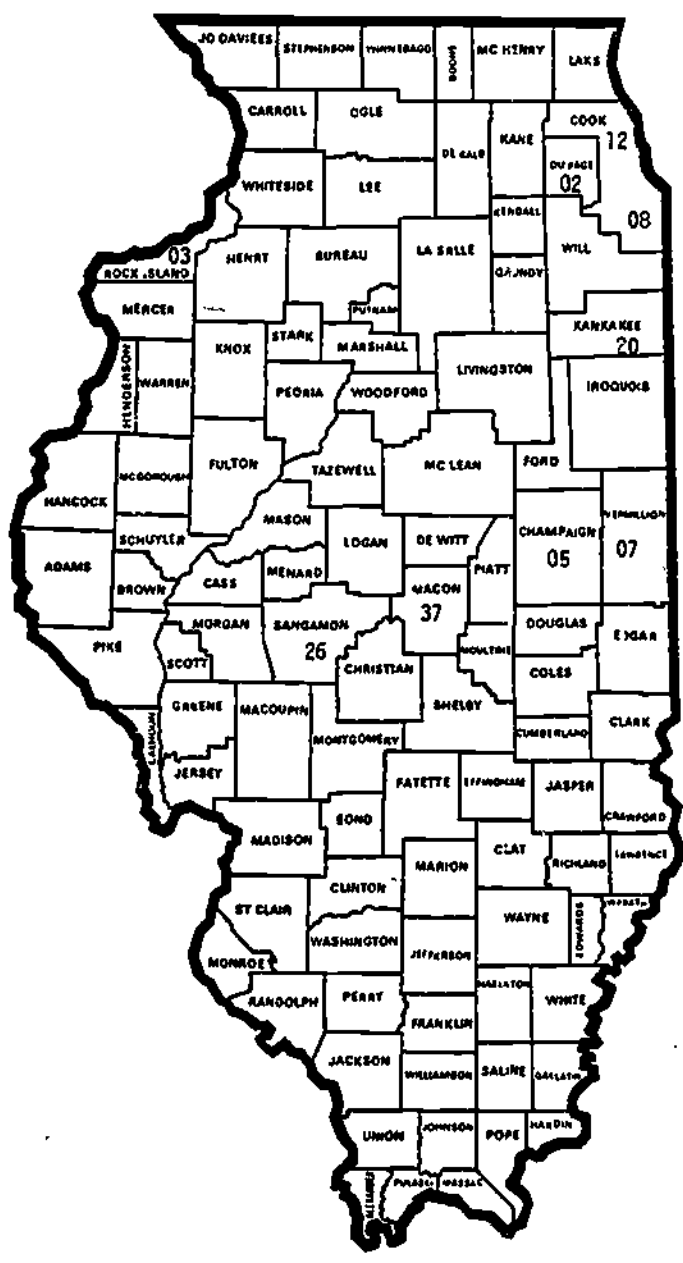 JO DAVIESS STEPHENSON WINNEBAGO BOONE MC HENRY LAKE
CARROLL OGLE DE KALB KANE COOK
12
DU PAGE
02
WHITESIDE LEE
KENDALL 08
03 HENRY BUREAU LA SALLE WILL
ROCK ISLAND GRUNDY
MERCER PUTNAM
KANKAKEE
20
KNOX STARK MARSHALL
HENDERSON WARREN PEORIA WOODFORD LIVINGSTON IROQUOIS
HANCOCK FULTON TAZEWELL MC LEAN FORD
MASON
SCHUYLER LOGAN DE WITT CHAMPAIGN
05 07
ADAMS BROWN CASS MENARD PIATT
MACON
37
PIKE MORGAN SANGAMON DOUGLAS EDGAR
26
SCOTT CHRISTIAN MOULTRIE COLES
GREENE MACOUPIN SHELBY CLARK
CALHOUN MONTGOMERY CUMBERLAND
JERSEY FAYETTE EFFINGHAM JASPER CRAWFORD
MADISON BOND
MARION CLAY RICHLAND LAWRENCE
CLINTON
ST CLAIR WAYNE EDWARDS
WASHINGTON JEFFERSON
MONROE
RANDOLPH PERRY WHITE
FRANKLIN
JACKSON WILLIAMSON SALINE GALLATIN
UNION JOHNSON POPE HARDIN
ALEXANDER PULASKI MASSAC